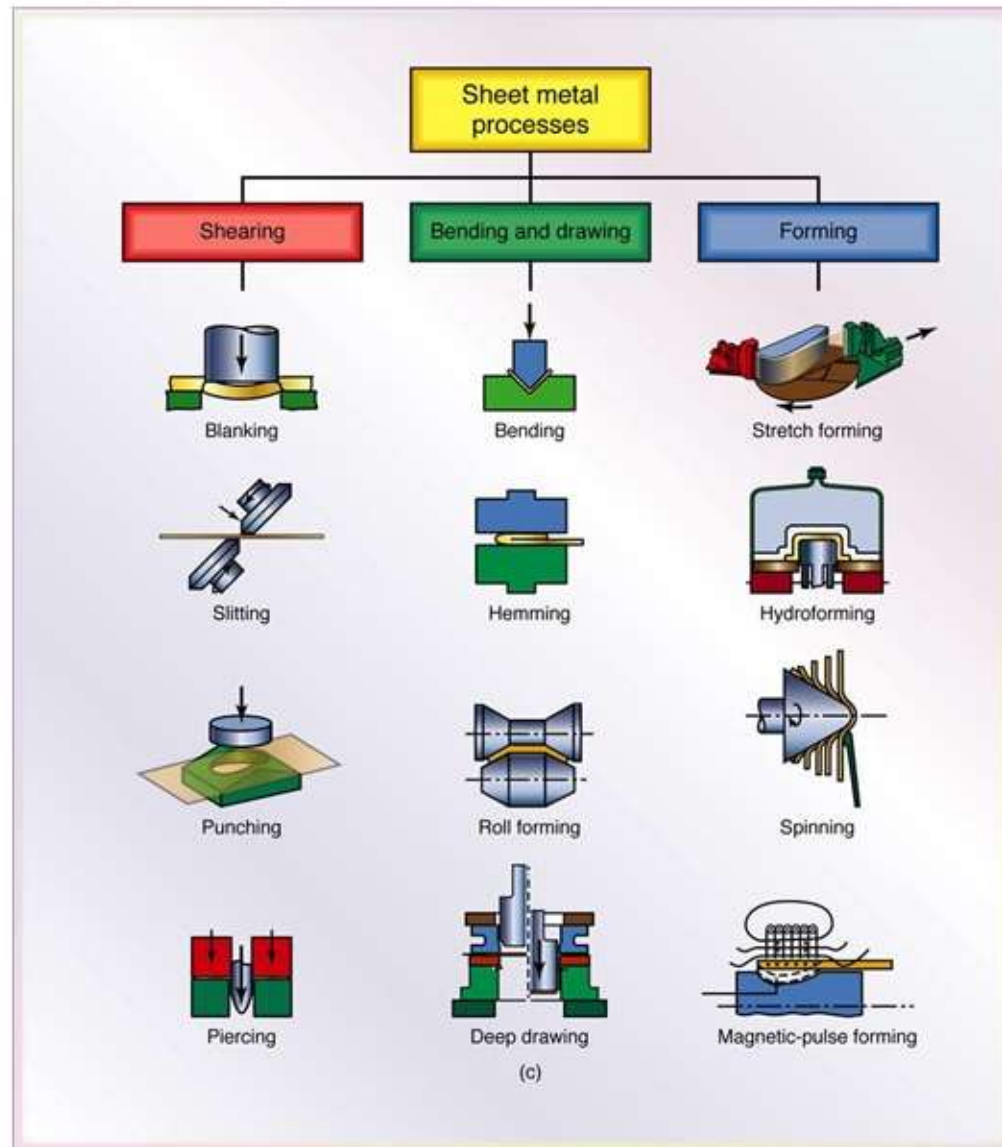 Sheet metal
processes
Shearing
Bending and drawing
Forming
Blanking
Bending
Stretch forming
Slitting
Hemming
Hydroforming
Punching
Roll forming
Spinning
Piercing
Deep drawing
Magnetic-pulse forming
(c)